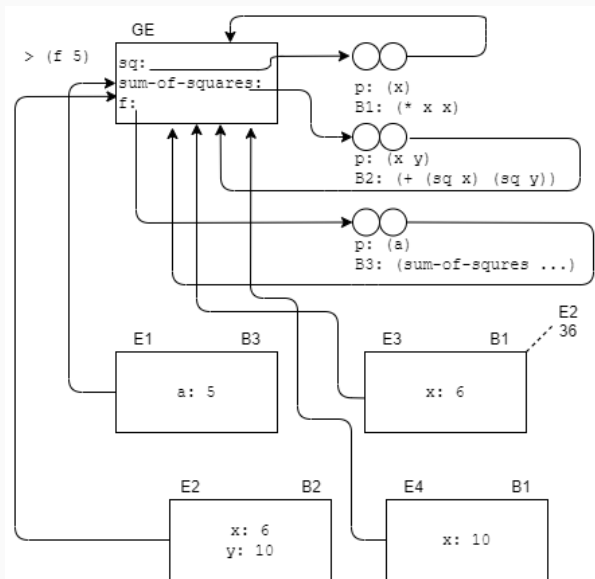 GE
> (f 5)
sq:
sum-of-squares:
f:
p: (x)
B1: (* x x)
p: (x y)
B2: (+ (sq x) (sq y))
p: (a)
B3: (sum-of-squres ...)
E2
36
E1 B3
a: 5
E3 B1
x: 6
E2 B2
x: 6
y: 10
E4 B1
x: 10